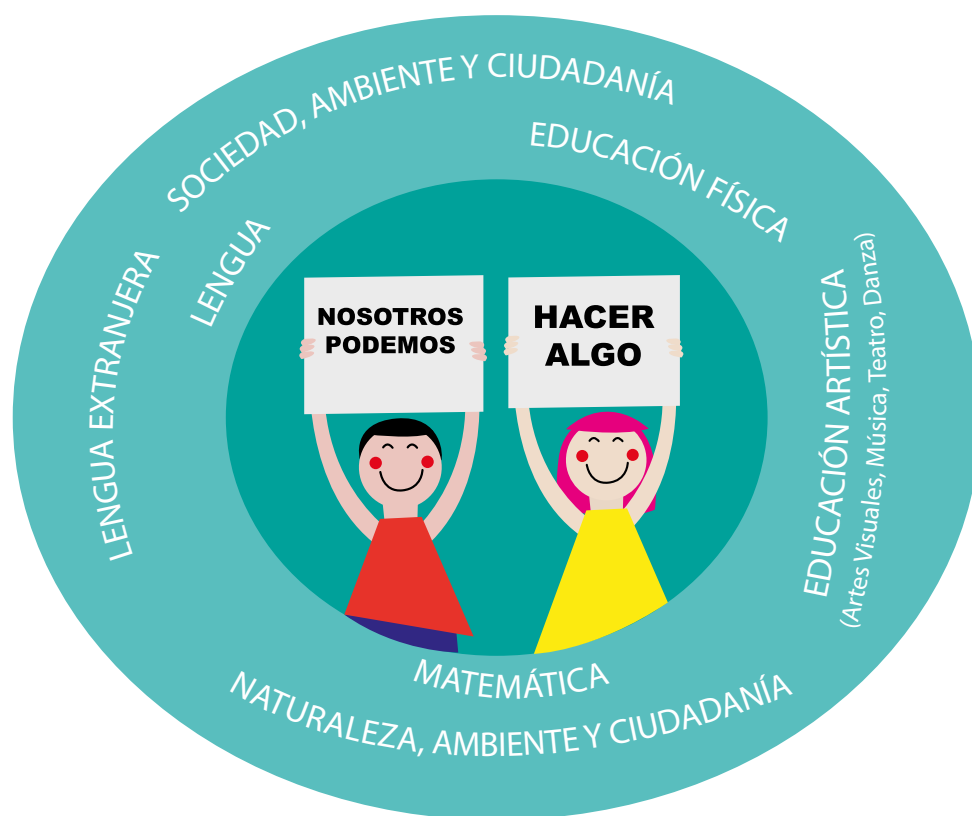 SOCIEDAD, AMBIENTE Y CIUDADANÍA
EDUCACIÓN FÍSICA
LENGUA
LENGUA EXTRANJERA
EDUCACIÓN ARTÍSTICA
(Artes Visuales, Música, Teatro, Danza)
NOSOTROS
PODEMOS
HACER
ALGO
MATEMÁTICA
NATURALEZA, AMBIENTE Y CIUDADANÍA